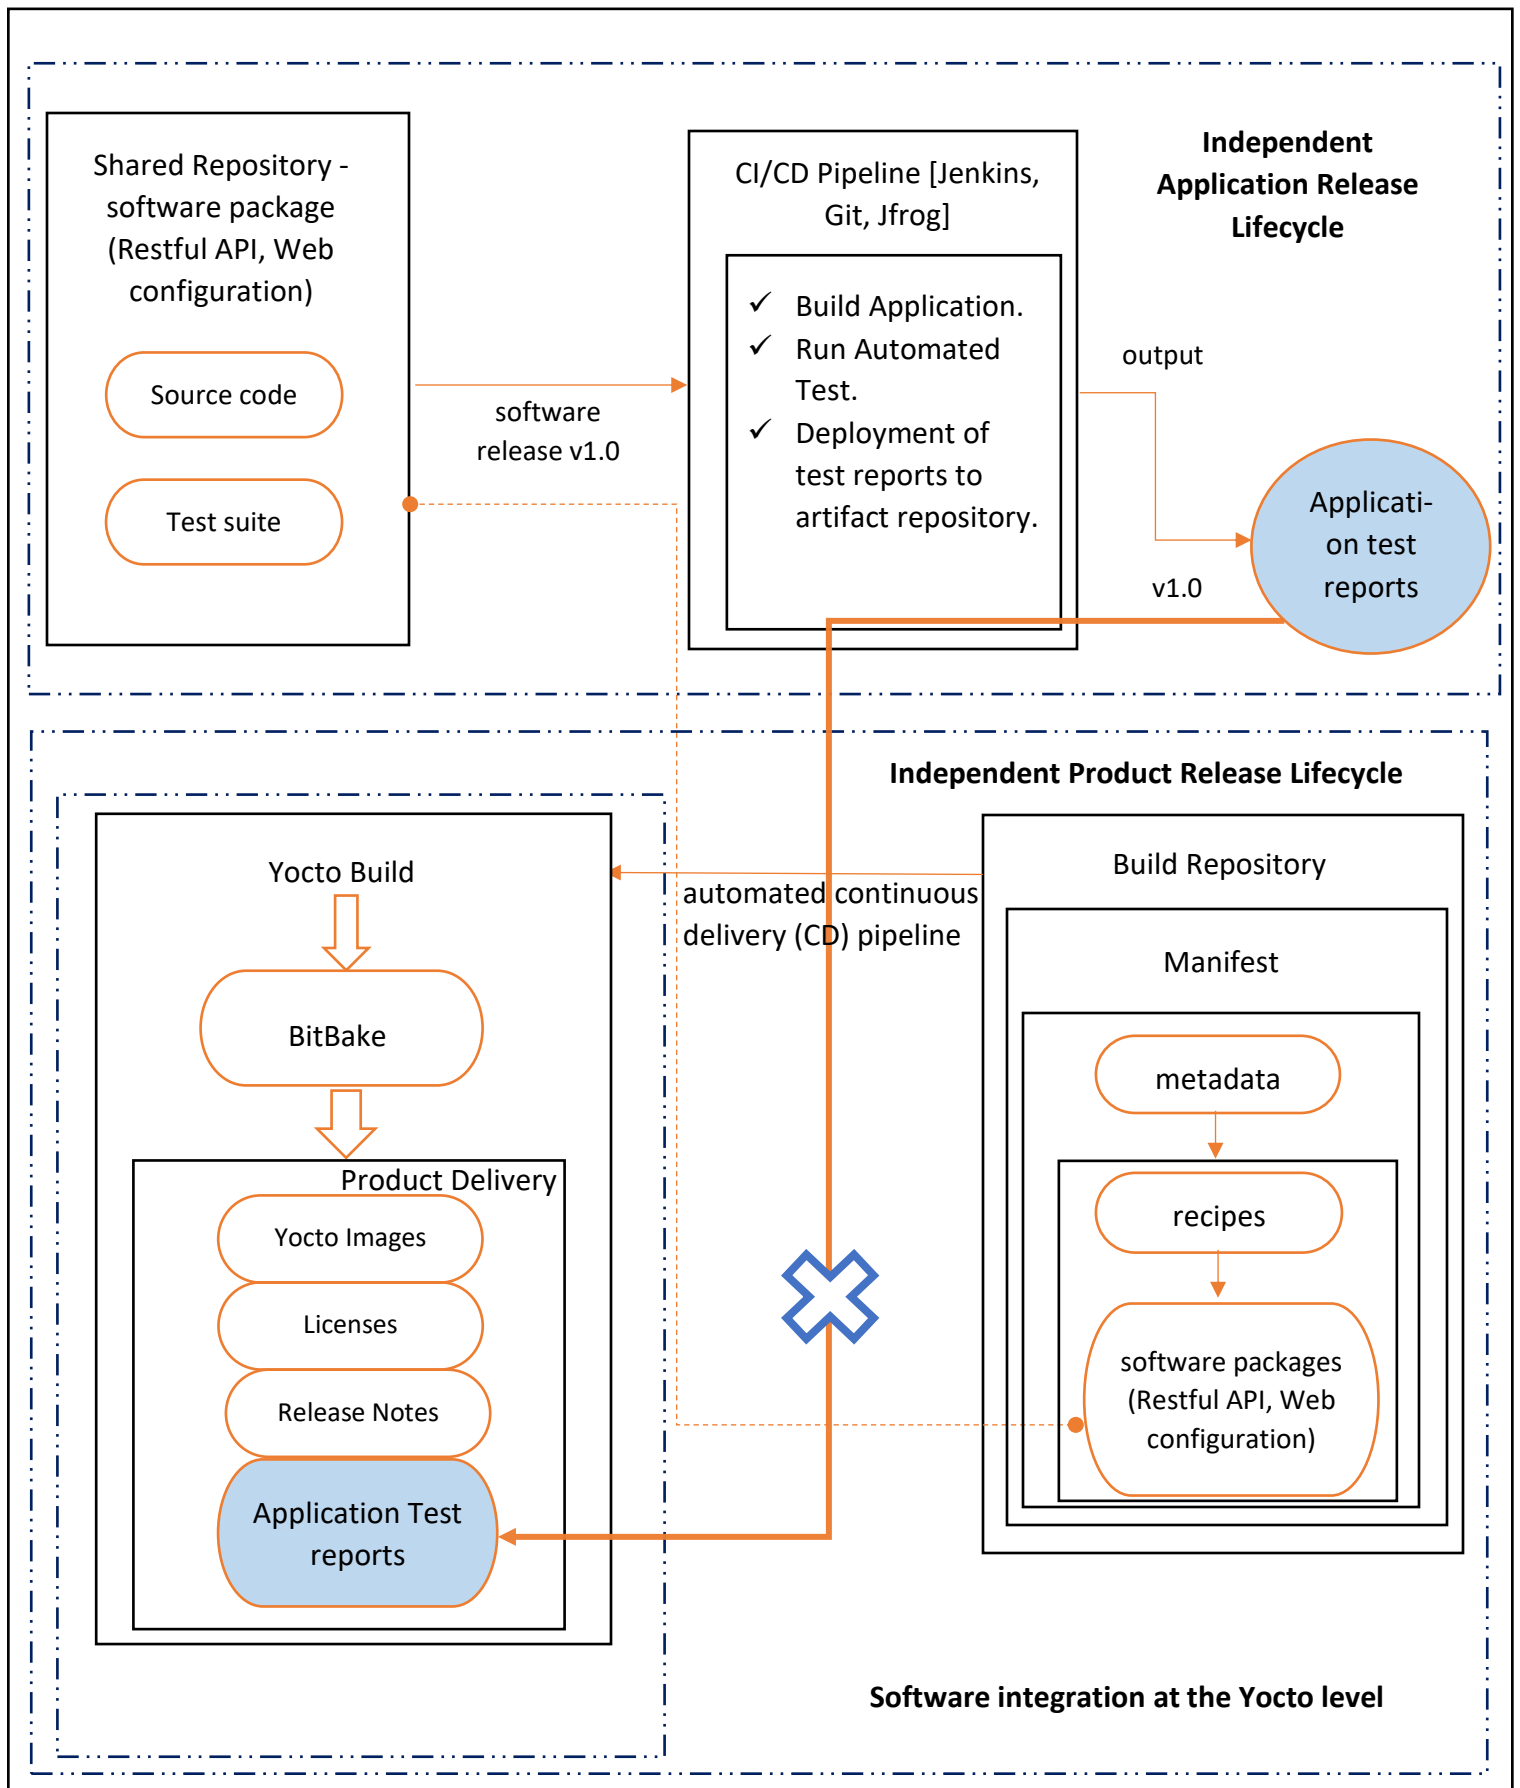 Shared Repository -
software package
(Restful API, Web
configuration)
Source code
Test suite
software
release v1.0
CI/CD Pipeline [Jenkins,
Git, Jfrog]
✓ Build Application.
✓ Run Automated
Test.
✓ Deployment of
test reports to
artifact repository.
Independent
Application Release
Lifecycle
output
Applicati-
on test
reports
v1.0
Independent Product Release Lifecycle
Yocto Build
BitBake
Product Delivery
Yocto Images
Licenses
Release Notes
Application Test
reports
automated continuous
delivery (CD) pipeline
Build Repository
Manifest
metadata
recipes
software packages
(Restful API, Web
configuration)
Software integration at the Yocto level